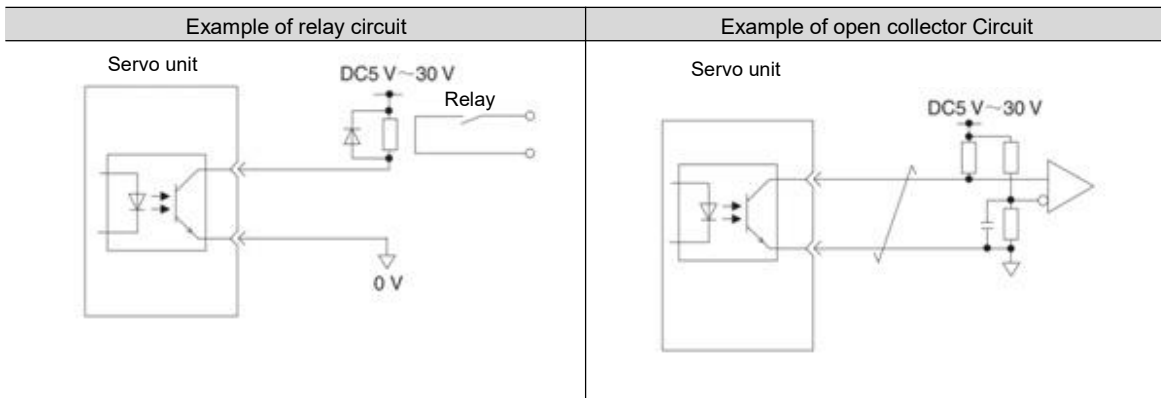 Example of relay circuit
Example of open collector Circuit
Servo unit
DC5 V～30 V
Relay
0 V
Servo unit
DC5 V～30 V